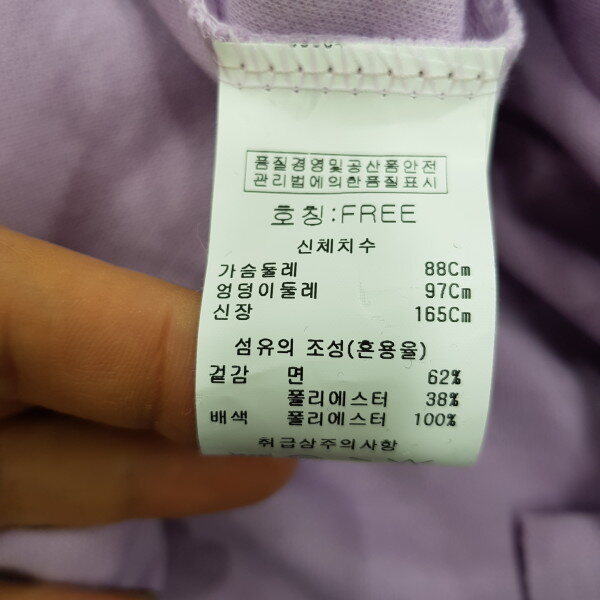 품질경영및공산품안전
관리법에의한품질표시
호칭:FREE
신체치수
가슴둘레 88Cm
엉덩이둘레 97Cm
신장 165Cm
섬유의 조성(혼용율)
겉감 면 62%
폴리에스터 38%
배색 폴리에스터 100%
취급상주의사항